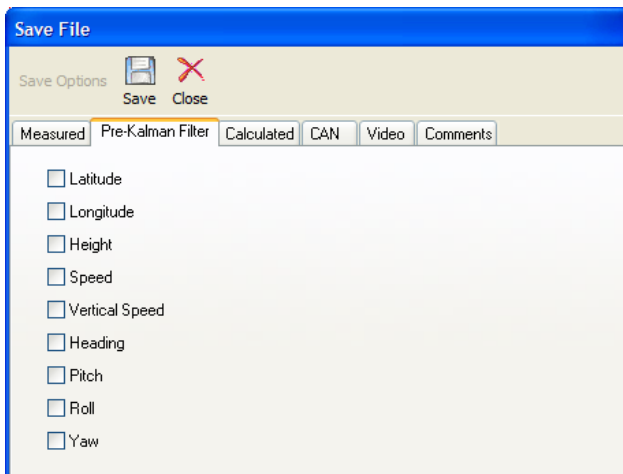 Save File
Save Options
Save Close
Measured Pre-Kalman Filter Calculated CAN Video Comments
Latitude
Longitude
Height
Speed
Vertical Speed
Heading
Pitch
Roll
Yaw